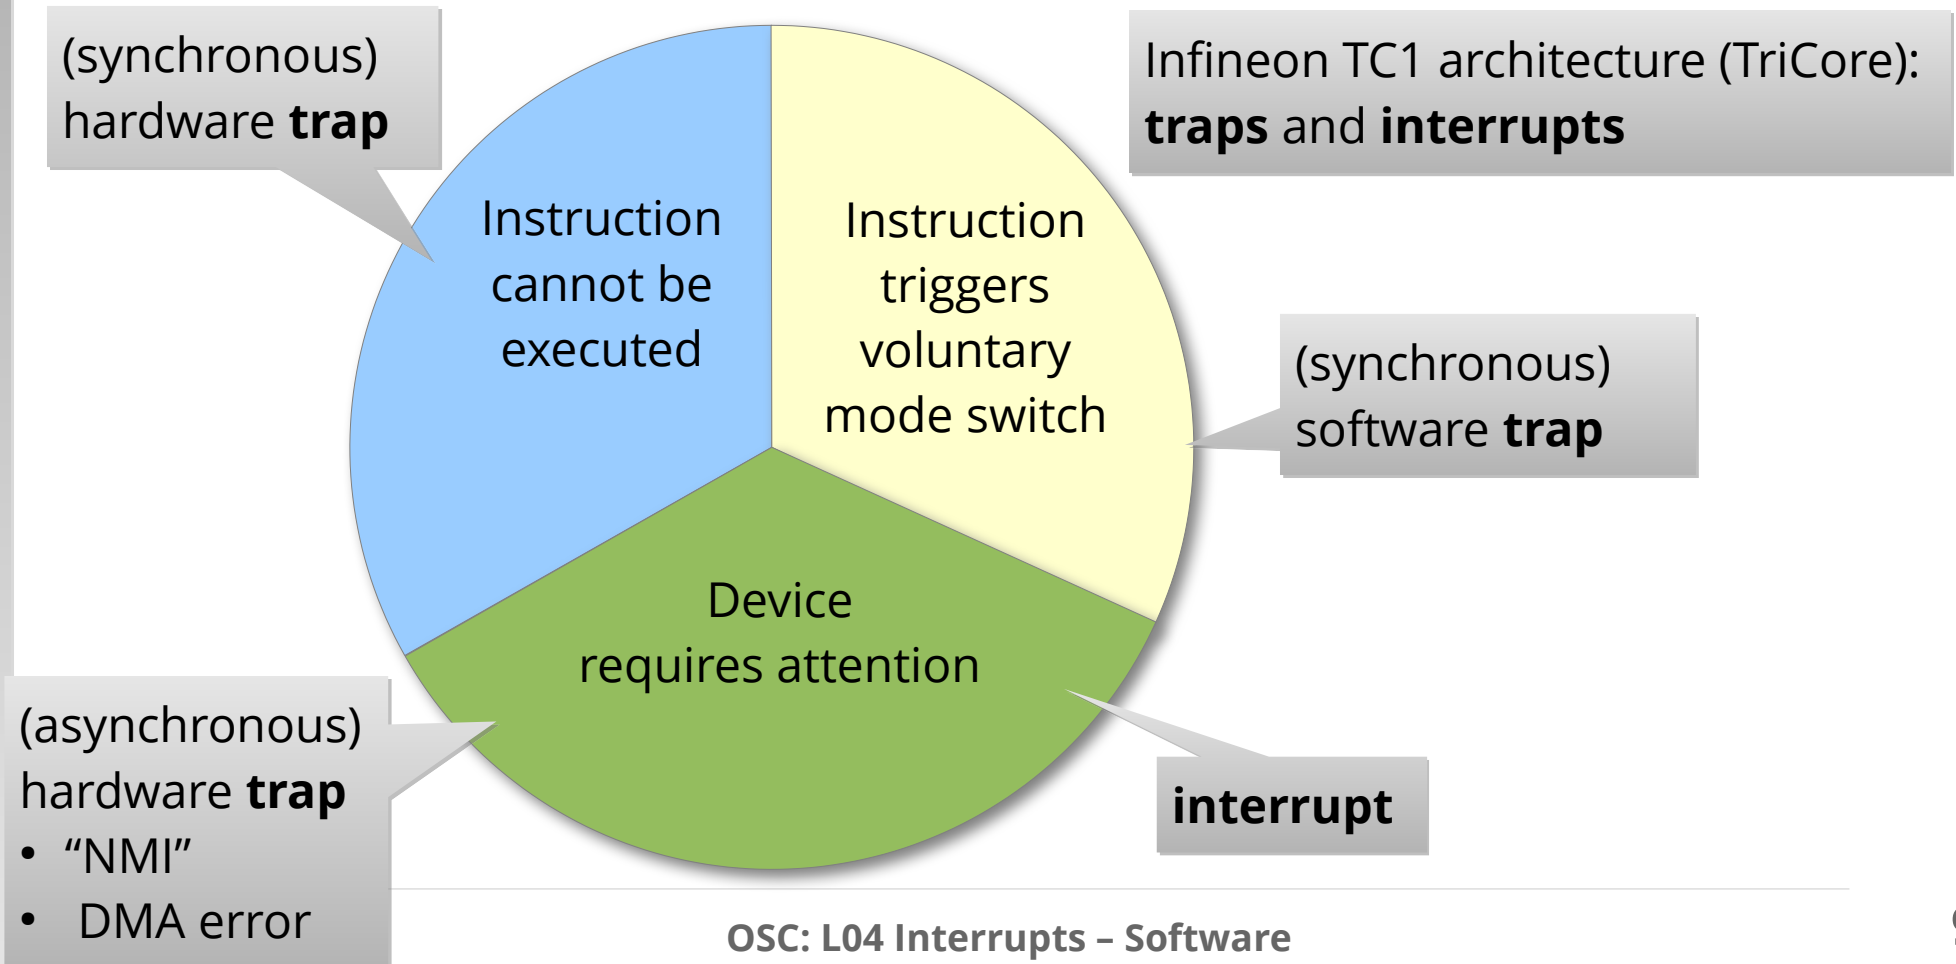 (synchronous)
hardware trap
Infineon TC1 architecture (TriCore):
traps and interrupts
Instruction
cannot be
executed
Instruction
triggers
voluntary
mode switch
(synchronous)
software trap
Device
requires attention
(asynchronous)
hardware trap
• “NMI”
• DMA error
interrupt
OSC: L04 Interrupts – Software